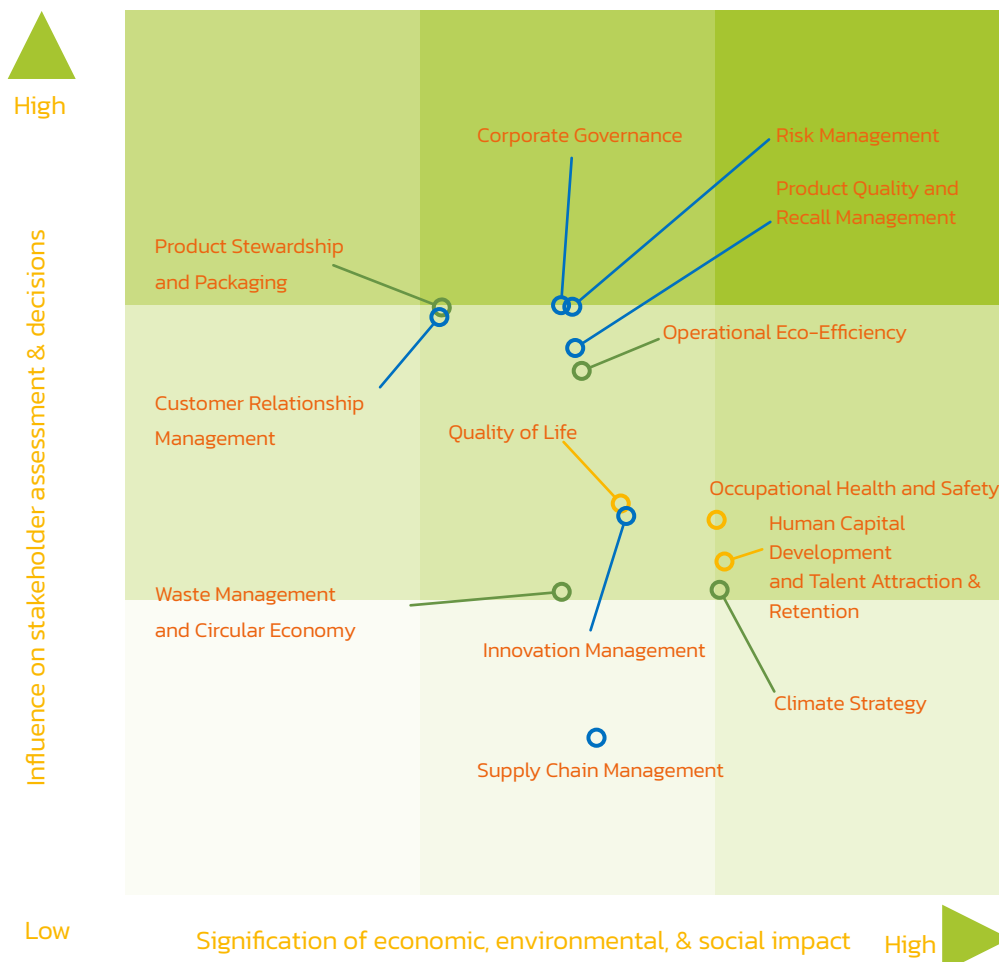 High
Corporate Governance
Risk Management
Product Quality and
Recall Management
Product Stewardship
and Packaging
Operational Eco-Efficiency
Customer Relationship
Management
Quality of Life
Occupational Health and Safety
Human Capital
Development
and Talent Attraction &
Retention
Waste Management
and Circular Economy
Innovation Management
Climate Strategy
Supply Chain Management
Influence on stakeholder assessment & decisions
Low
Signification of economic, environmental, & social impact
High